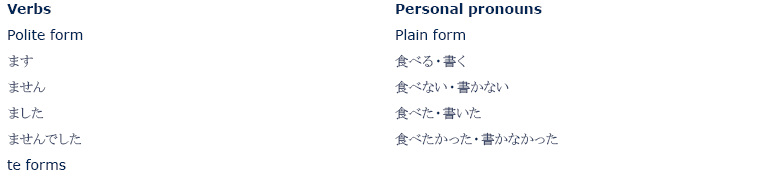 Verbs
Personal pronouns
Polite form
Plain form
ます
食べる・書く
ません
食べない・書かない
ました
食べた・書いた
ませんでした
食べたかった・書かなかった
te forms